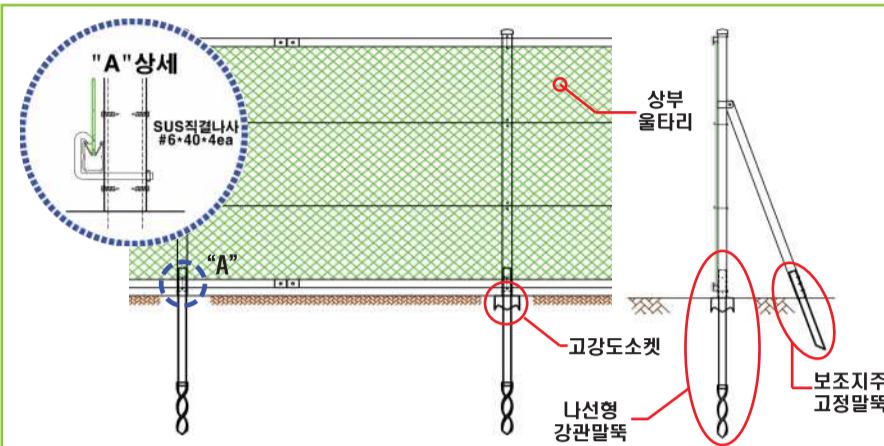 "A"상세
SUS직결나사
#6*40*4ea
"A"
상부
울타리
고강도소켓
나선형
강관말뚝
보조지주
고정말뚝